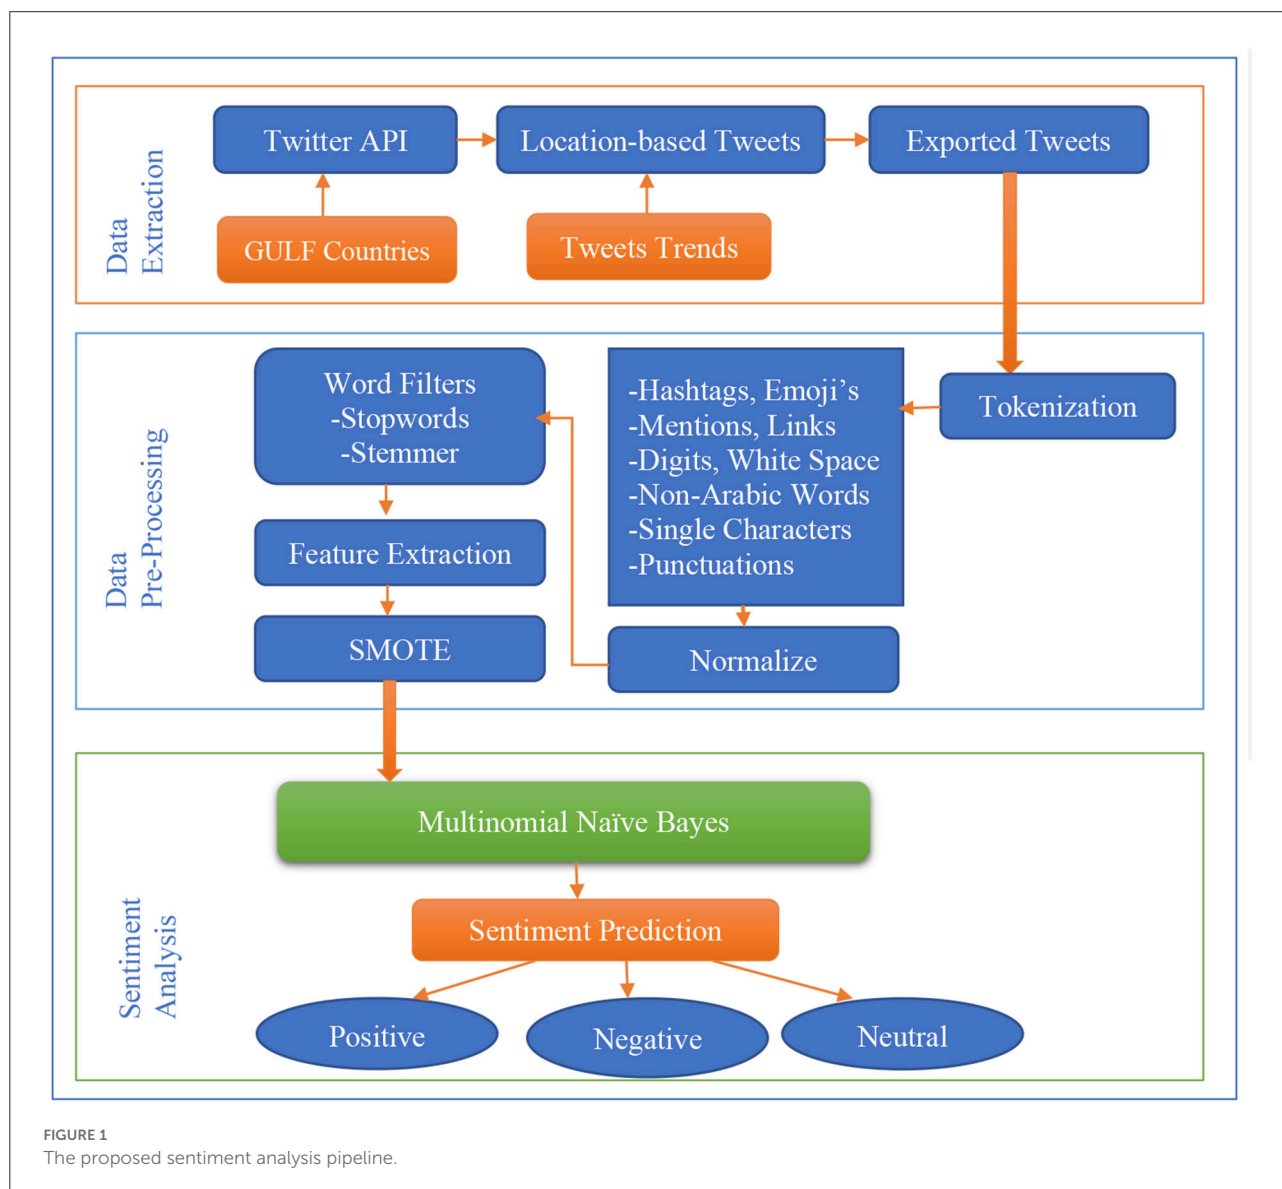 Data
Extraction
Twitter API
Location-based Tweets
Exported Tweets
GULF Countries
Tweets Trends
Data
Pre-Processing
Tokenization
-Hashtags, Emoji’s
-Mentions, Links
-Digits, White Space
-Non-Arabic Words
-Single Characters
-Punctuations
Normalize
Word Filters
-Stopwords
-Stemmer
Feature Extraction
SMOTE
Sentiment
Analysis
Multinomial Naïve Bayes
Sentiment Prediction
Positive
Negative
Neutral
FIGURE 1
The proposed sentiment analysis pipeline.